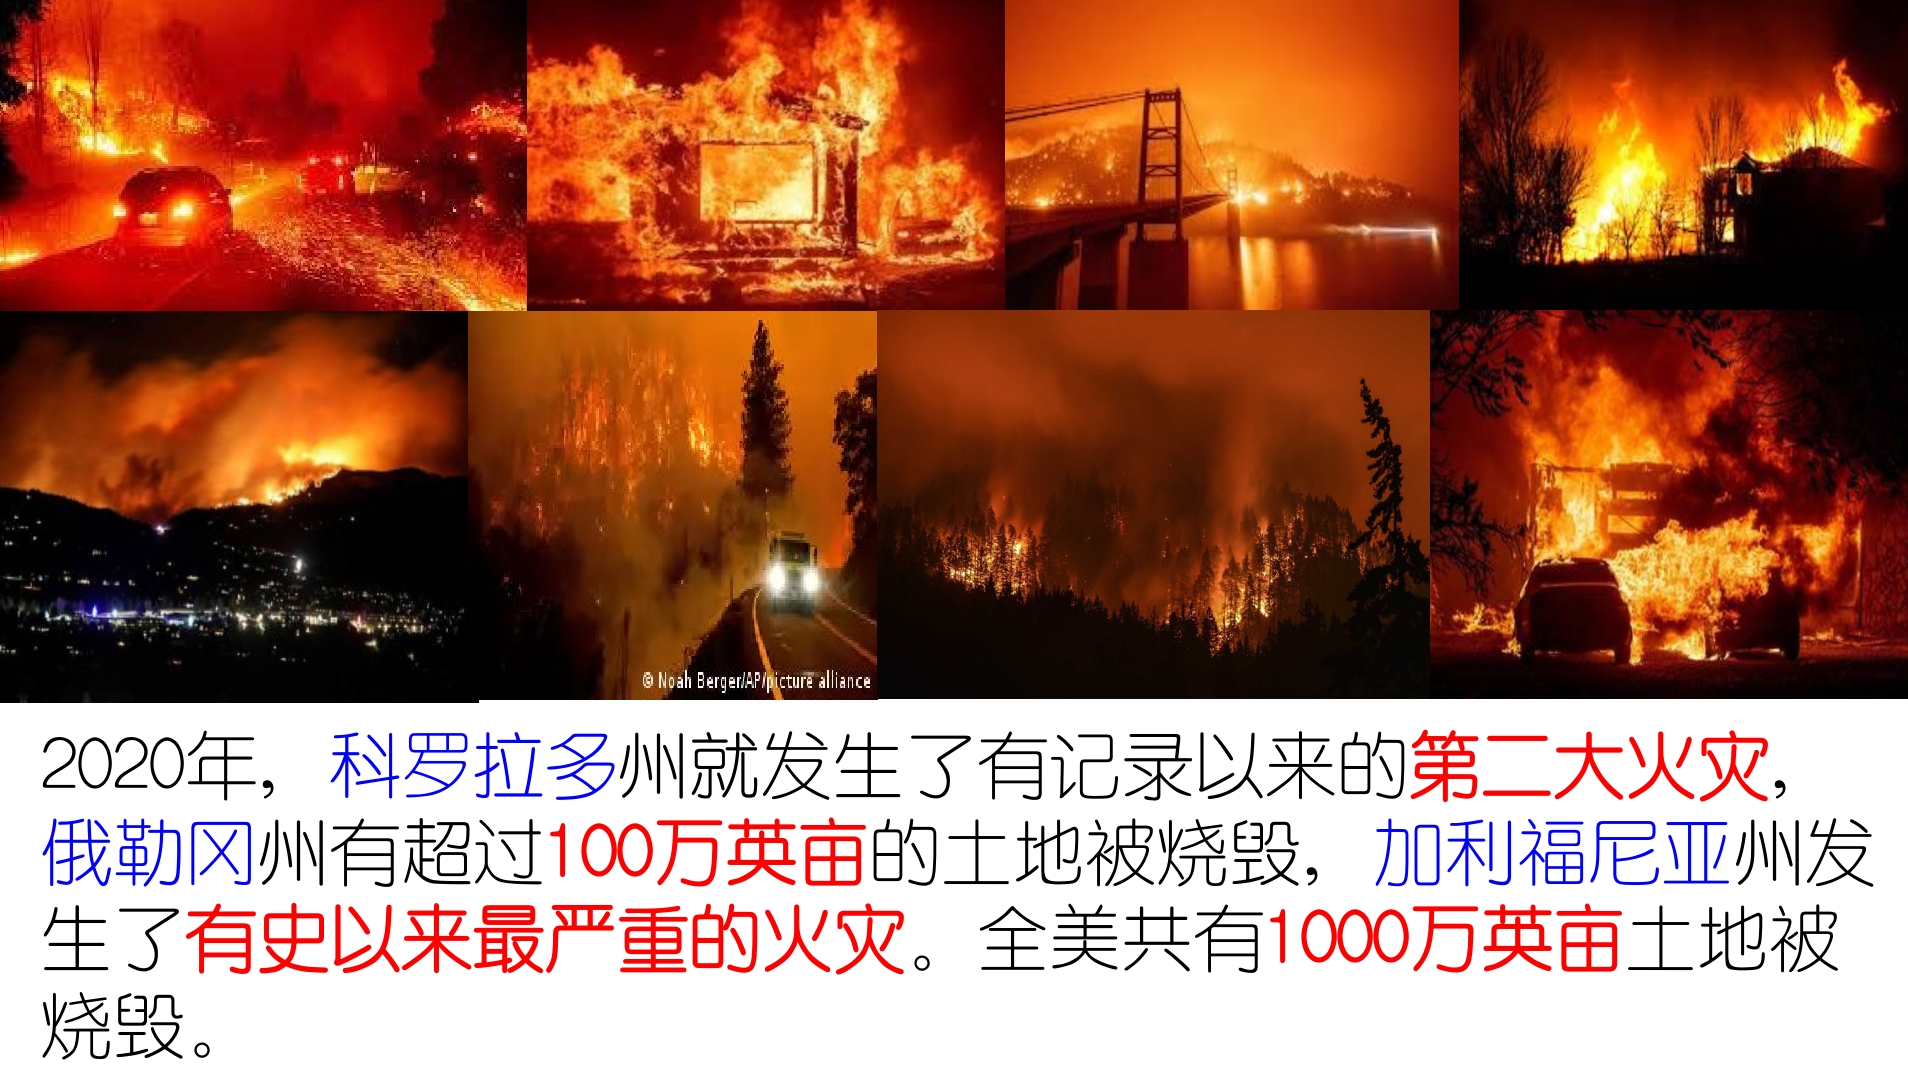 © Noah Berger/AP/picture alliance
2020年，科罗拉多州就发生了有记录以来的第二大火灾，
俄勒冈州有超过100万英亩的土地被烧毁，加利福尼亚州发
生了有史以来最严重的火灾。全美共有1000万英亩土地被
烧毁。